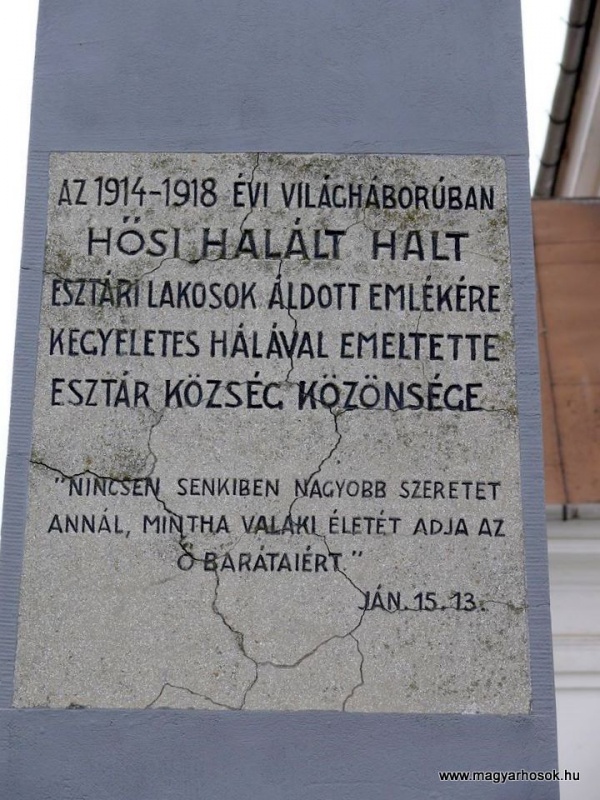 AZ 1914-1918 ÉVI VILÁGHÁBORÚBAN
HŐSI HALÁLT HALT
ESZTÁRI LAKOSOK ÁLDOTT EMLÉKÉRE
KEGYELETES HÁLÁVAL EMELTETTE
ESZTÁR KÖZSÉG KÖZÖNSÉGE
"NINCSEN SENKIBEN NAGYOBB SZERETET
ANNÁL, MINTHA VALAKI ÉLETÉT ADJA AZ
Ő BARÁTAIÉRT."
JÁN. 15. 13.
www.magyarhosok.hu